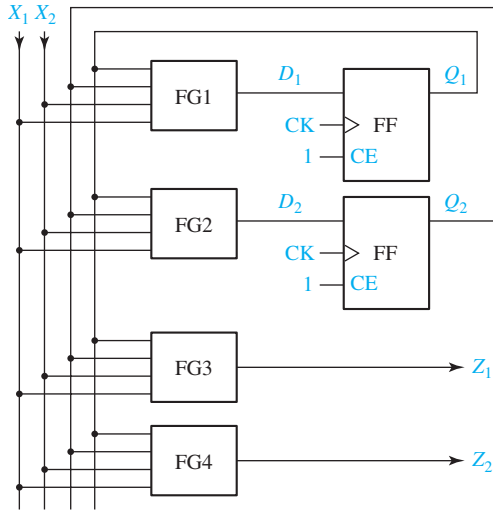 X₁ X₂
FG1
D₁
Q₁
CK
FF
1
CE
FG2
D₂
Q₂
CK
FF
1
CE
FG3
Z₁
FG4
Z₂